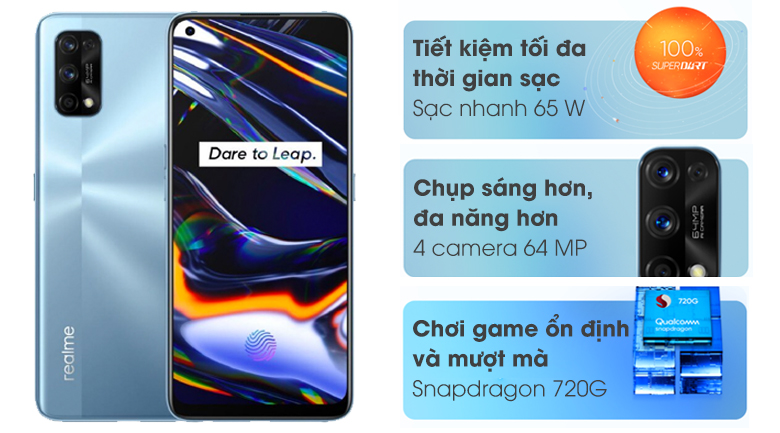 realme
Dare to Leap.
Tiết kiệm tối đa
thời gian sạc
Sạc nhanh 65 W
100%
SUPERDART
Chụp sáng hơn,
đa năng hơn
4 camera 64 MP
64MP
AI CAMERA
Chơi game ổn định
và mượt mà
Snapdragon 720G
720G
Qualcomm
snapdragon